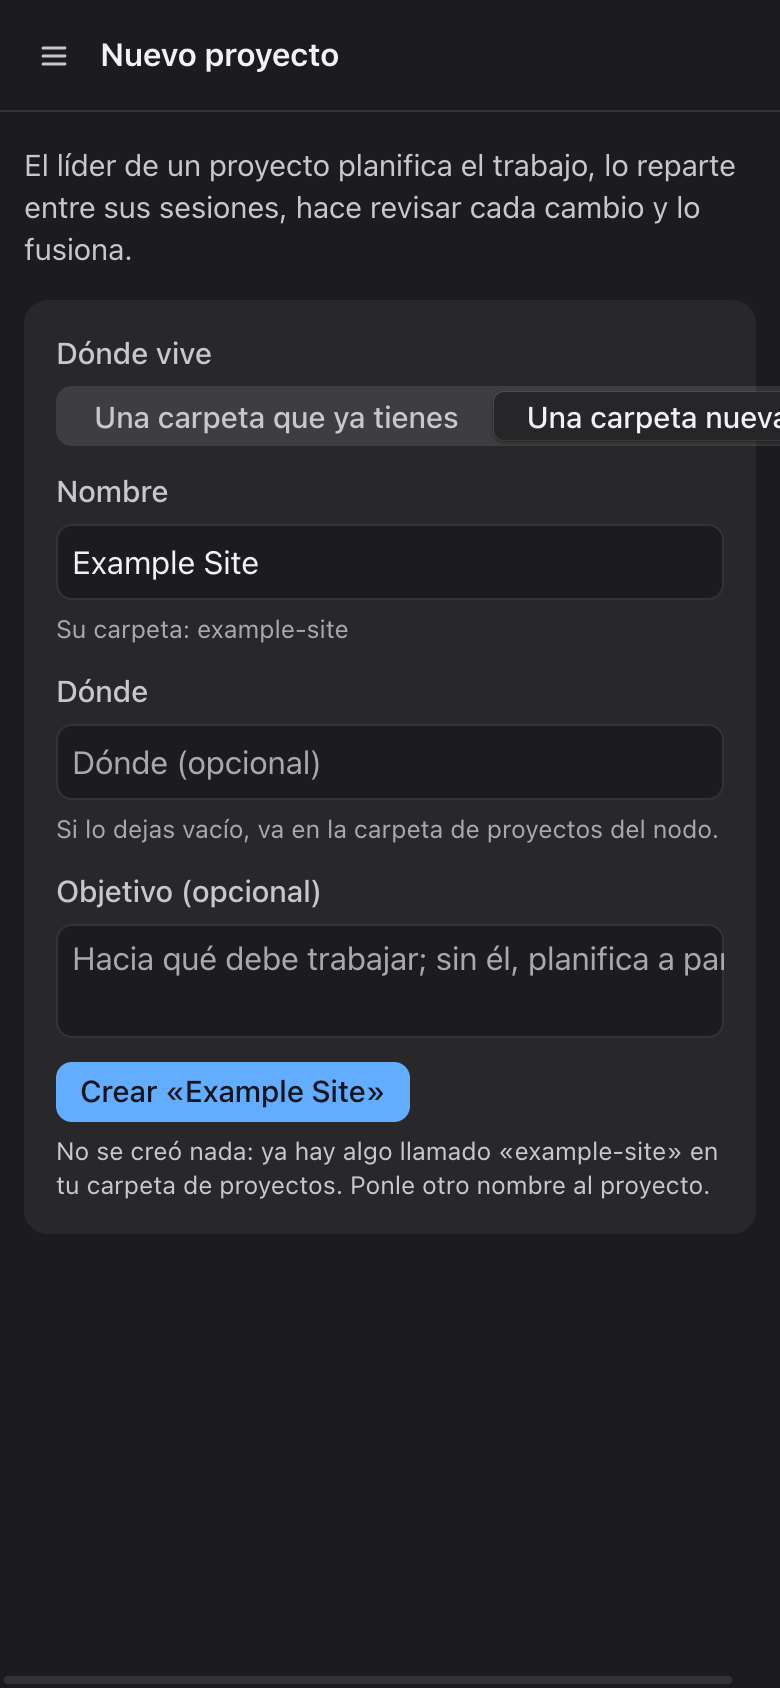 Nuevo proyecto
El líder de un proyecto planifica el trabajo, lo reparte
entre sus sesiones, hace revisar cada cambio y lo
fusiona.
Dónde vive
Una carpeta que ya tienes
Una carpeta nueva
Nombre
Example Site
Su carpeta: example-site
Dónde
Dónde (opcional)
Si lo dejas vacío, va en la carpeta de proyectos del nodo.
Objetivo (opcional)
Hacia qué debe trabajar; sin él, planifica a
Crear «Example Site»
No se creó nada: ya hay algo llamado «example-site» en
tu carpeta de proyectos. Ponle otro nombre al proyecto.